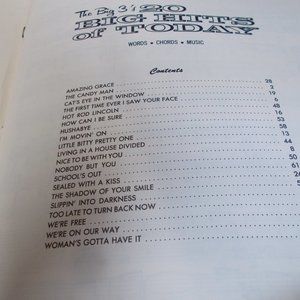 The Big 3's 20
BIG HITS
of TODAY
WORDS • CHORDS • MUSIC
Contents
AMAZING GRACE 28
THE CANDY MAN 2
CAT'S EYE IN THE WINDOW 19
THE FIRST TIME EVER I SAW YOUR FACE 6
HOT ROD LINCOLN 48
HOW CAN I BE SURE 16
HUSHABYE 53
I'M MOVIN' ON 58
LITTLE BITTY PRETTY ONE 13
LIVING IN A HOUSE DIVIDED 44
NICE TO BE WITH YOU 8
NOBODY BUT YOU 50
SCHOOL'S OUT
SEALED WITH A KISS
THE SHADOW OF YOUR SMILE
SLIPPIN' INTO DARKNESS
TOO LATE TO TURN BACK NOW
WE'RE FREE
WE'RE ON OUR WAY
WOMAN'S GOTTA HAVE IT